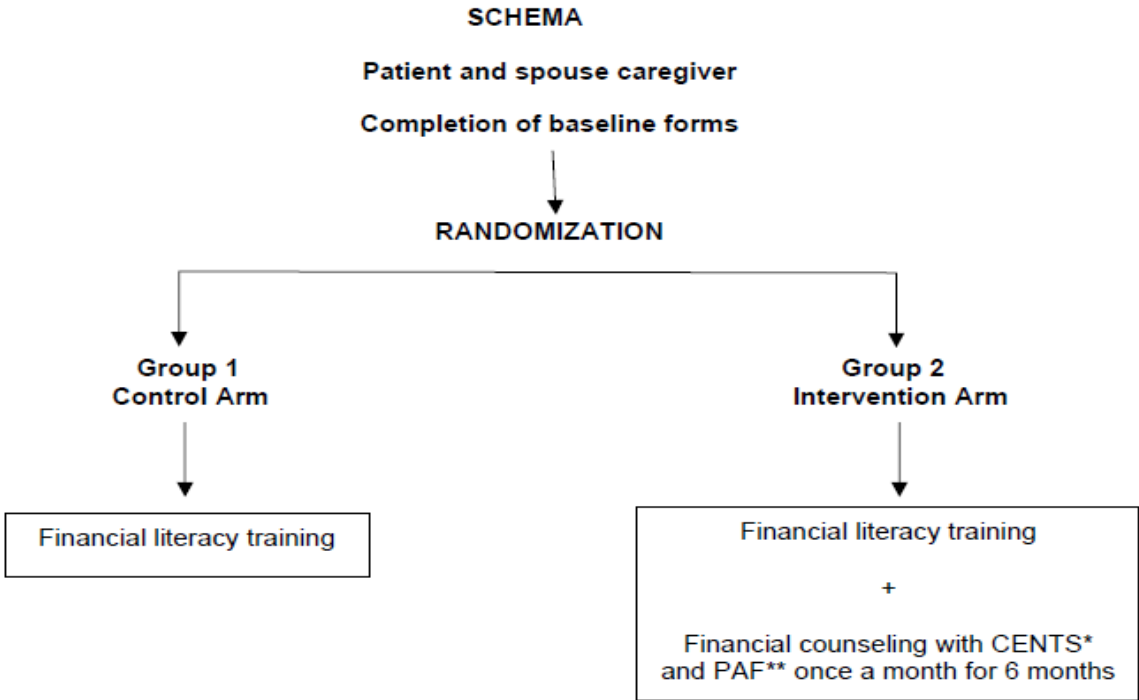 SCHEMA
Patient and spouse caregiver
Completion of baseline forms
RANDOMIZATION
Group 1
Control Arm
Group 2
Intervention Arm
Financial literacy training
Financial literacy training
+
Financial counseling with CENTS*
and PAF** once a month for 6 months